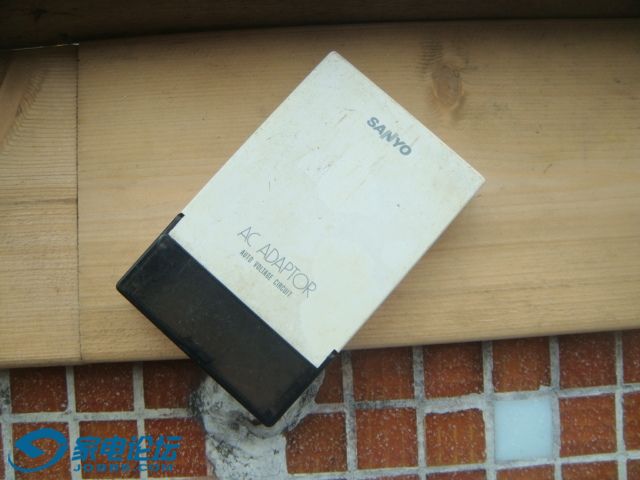 SANYO
AC ADAPTOR
AUTO VOLTAGE CIRCUIT
家电论坛
JDBBS.COM